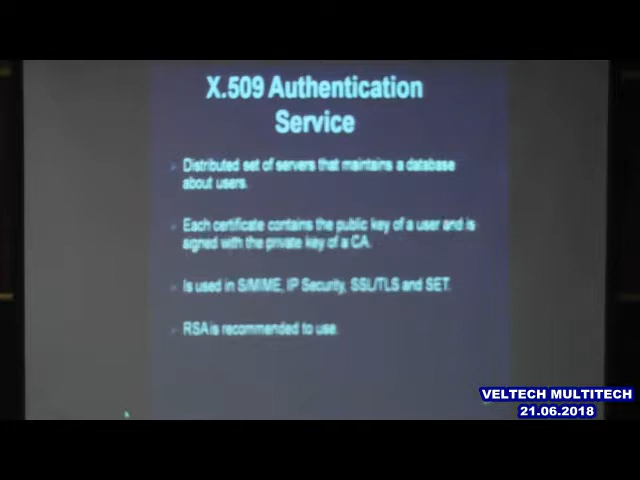 X.509 Authentication
Service
Distributed set of servers that maintains a database
about users.
Each certificate contains the public key of a user and is
signed with the private key of a CA.
Is used in S/MIME, IP Security, SSL/TLS and SET.
RSA is recommended to use.
VELTECH MULTITECH
21.06.2018